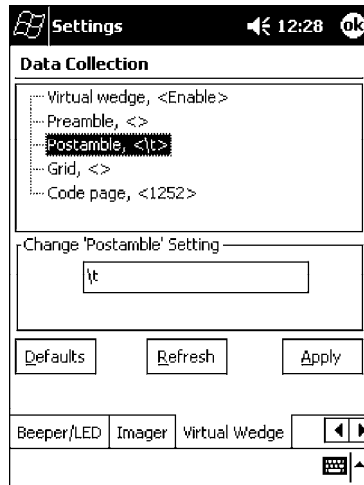 Settings 12:28 ok
Data Collection
Virtual wedge, <Enable>
Preamble, <>
Postamble, <\t>
Grid, <>
Code page, <1252>
Change 'Postamble' Setting
\t
Defaults Refresh Apply
Beeper/LED Imager Virtual Wedge